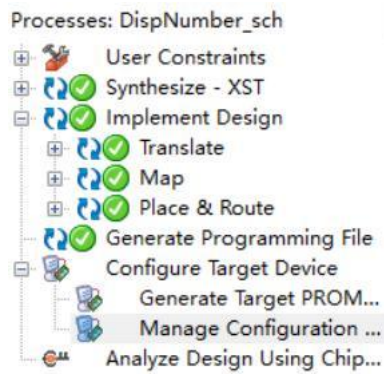 Processes: DispNumber_sch
User Constraints
Synthesize - XST
Implement Design
Translate
Map
Place & Route
Generate Programming File
Configure Target Device
Generate Target PROM...
Manage Configuration ...
Analyze Design Using Chip...